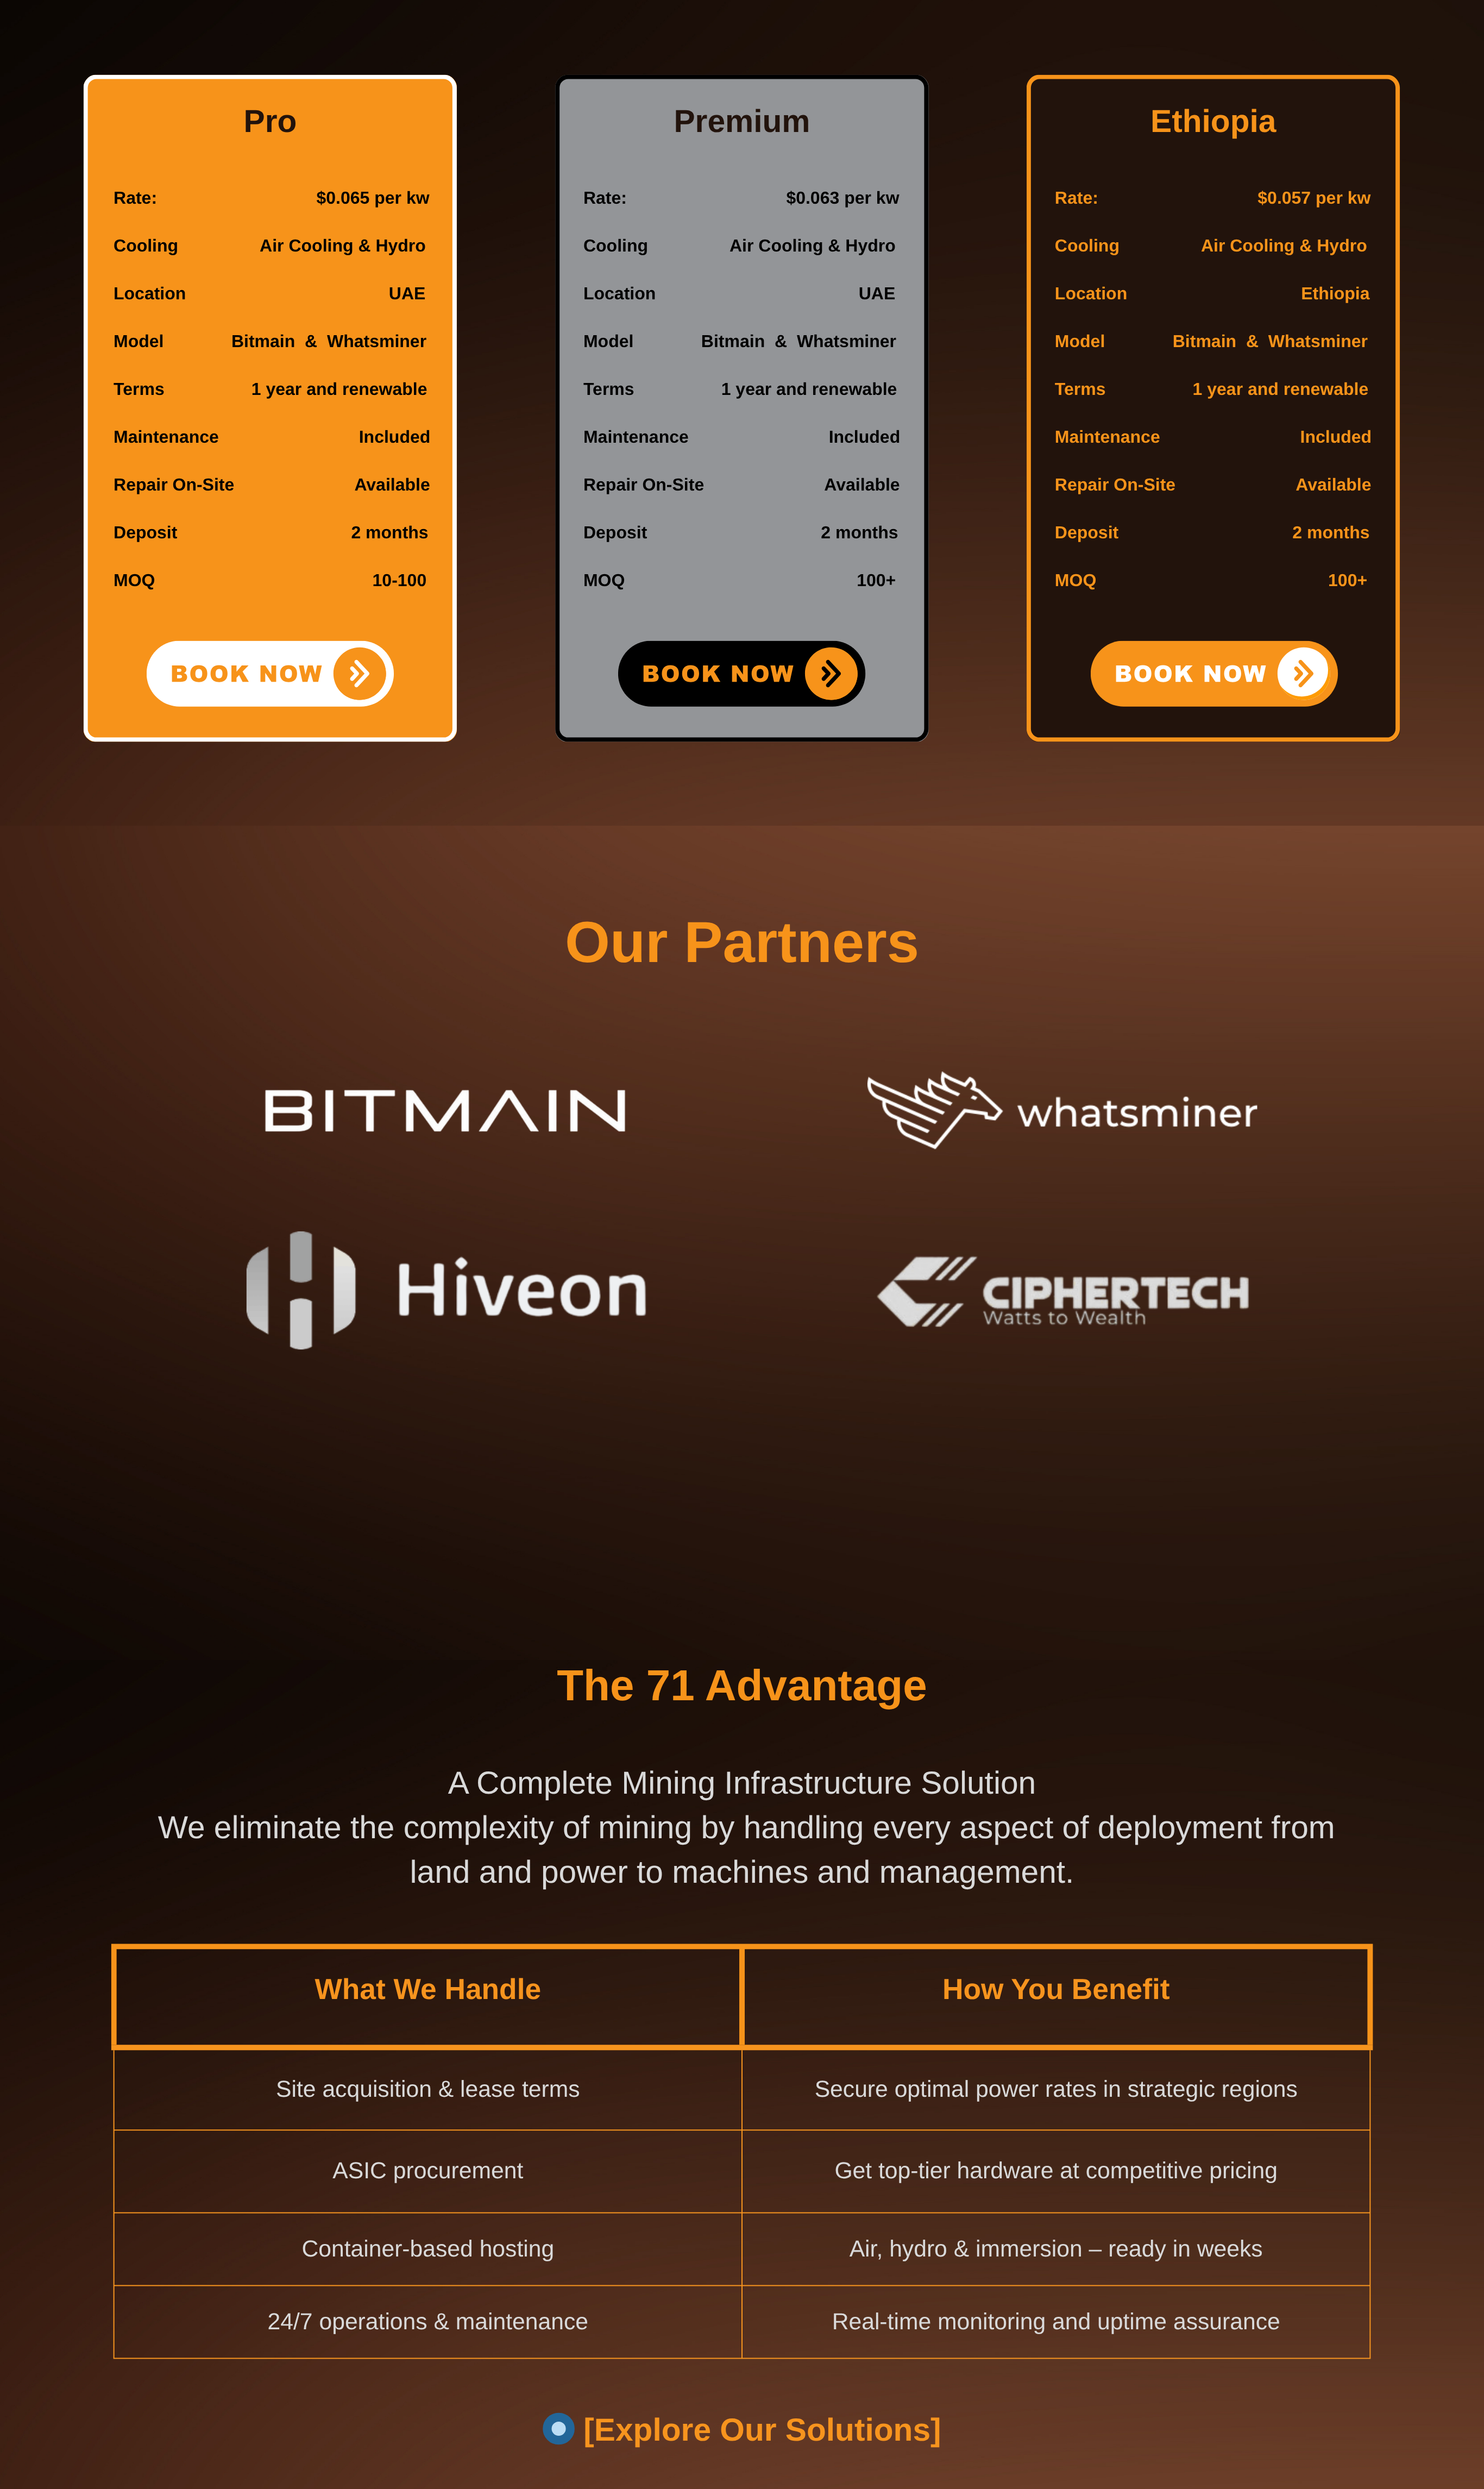 Pro
Rate: $0.065 per kw
Cooling Air Cooling & Hydro
Location UAE
Model Bitmain & Whatsminer
Terms 1 year and renewable
Maintenance Included
Repair On-Site Available
Deposit 2 months
MOQ 10-100
BOOK NOW
Premium
Rate: $0.063 per kw
Cooling Air Cooling & Hydro
Location UAE
Model Bitmain & Whatsminer
Terms 1 year and renewable
Maintenance Included
Repair On-Site Available
Deposit 2 months
MOQ 100+
BOOK NOW
Ethiopia
Rate: $0.057 per kw
Cooling Air Cooling & Hydro
Location Ethiopia
Model Bitmain & Whatsminer
Terms 1 year and renewable
Maintenance Included
Repair On-Site Available
Deposit 2 months
MOQ 100+
BOOK NOW
Our Partners
BITMAIN
whatsminer
Hiveon
CIPHERTECH
Watts to Wealth
The 71 Advantage
A Complete Mining Infrastructure Solution
We eliminate the complexity of mining by handling every aspect of deployment from
land and power to machines and management.
What We Handle How You Benefit
Site acquisition & lease terms Secure optimal power rates in strategic regions
ASIC procurement Get top-tier hardware at competitive pricing
Container-based hosting Air, hydro & immersion – ready in weeks
24/7 operations & maintenance Real-time monitoring and uptime assurance
[Explore Our Solutions]